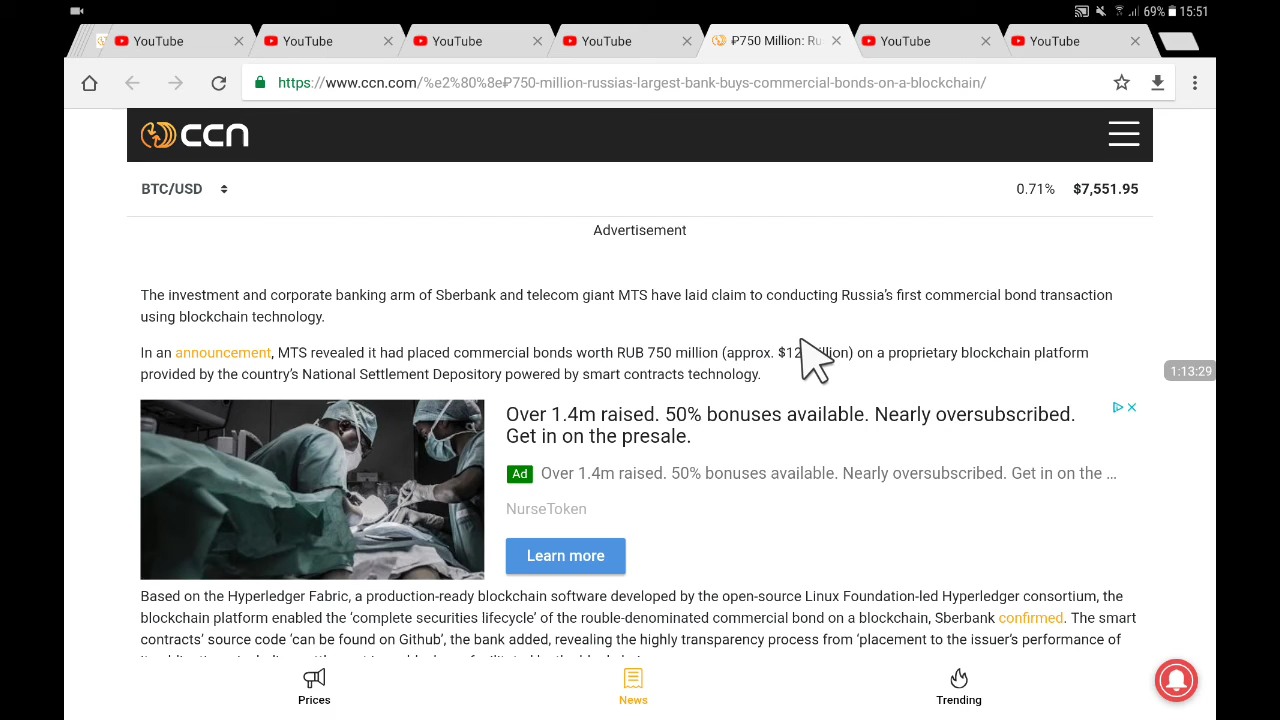 69% 15:51
YouTube YouTube YouTube YouTube ₽750 Million: Ru YouTube YouTube
https://www.ccn.com/%e2%80%8e₽750-million-russias-largest-bank-buys-commercial-bonds-on-a-blockchain/
ccn
BTC/USD 0.71% $7,551.95
Advertisement
The investment and corporate banking arm of Sberbank and telecom giant MTS have laid claim to conducting Russia's first commercial bond transaction
using blockchain technology.
In an announcement, MTS revealed it had placed commercial bonds worth RUB 750 million (approx. on a proprietary blockchain platform
provided by the country's National Settlement Depository powered by smart contracts technology.
1:13:29
Over 1.4m raised. 50% bonuses available. Nearly oversubscribed.
Get in on the presale.
Ad Over 1.4m raised. 50% bonuses available. Nearly oversubscribed. Get in on the ...
NurseToken
Learn more
Based on the Hyperledger Fabric, a production-ready blockchain software developed by the open-source Linux Foundation-led Hyperledger consortium, the
blockchain platform enabled the 'complete securities lifecycle' of the rouble-denominated commercial bond on a blockchain, Sberbank confirmed. The smart
contracts' source code 'can be found on Github', the bank added, revealing the highly transparency process from 'placement to the issuer's performance of
Prices News Trending